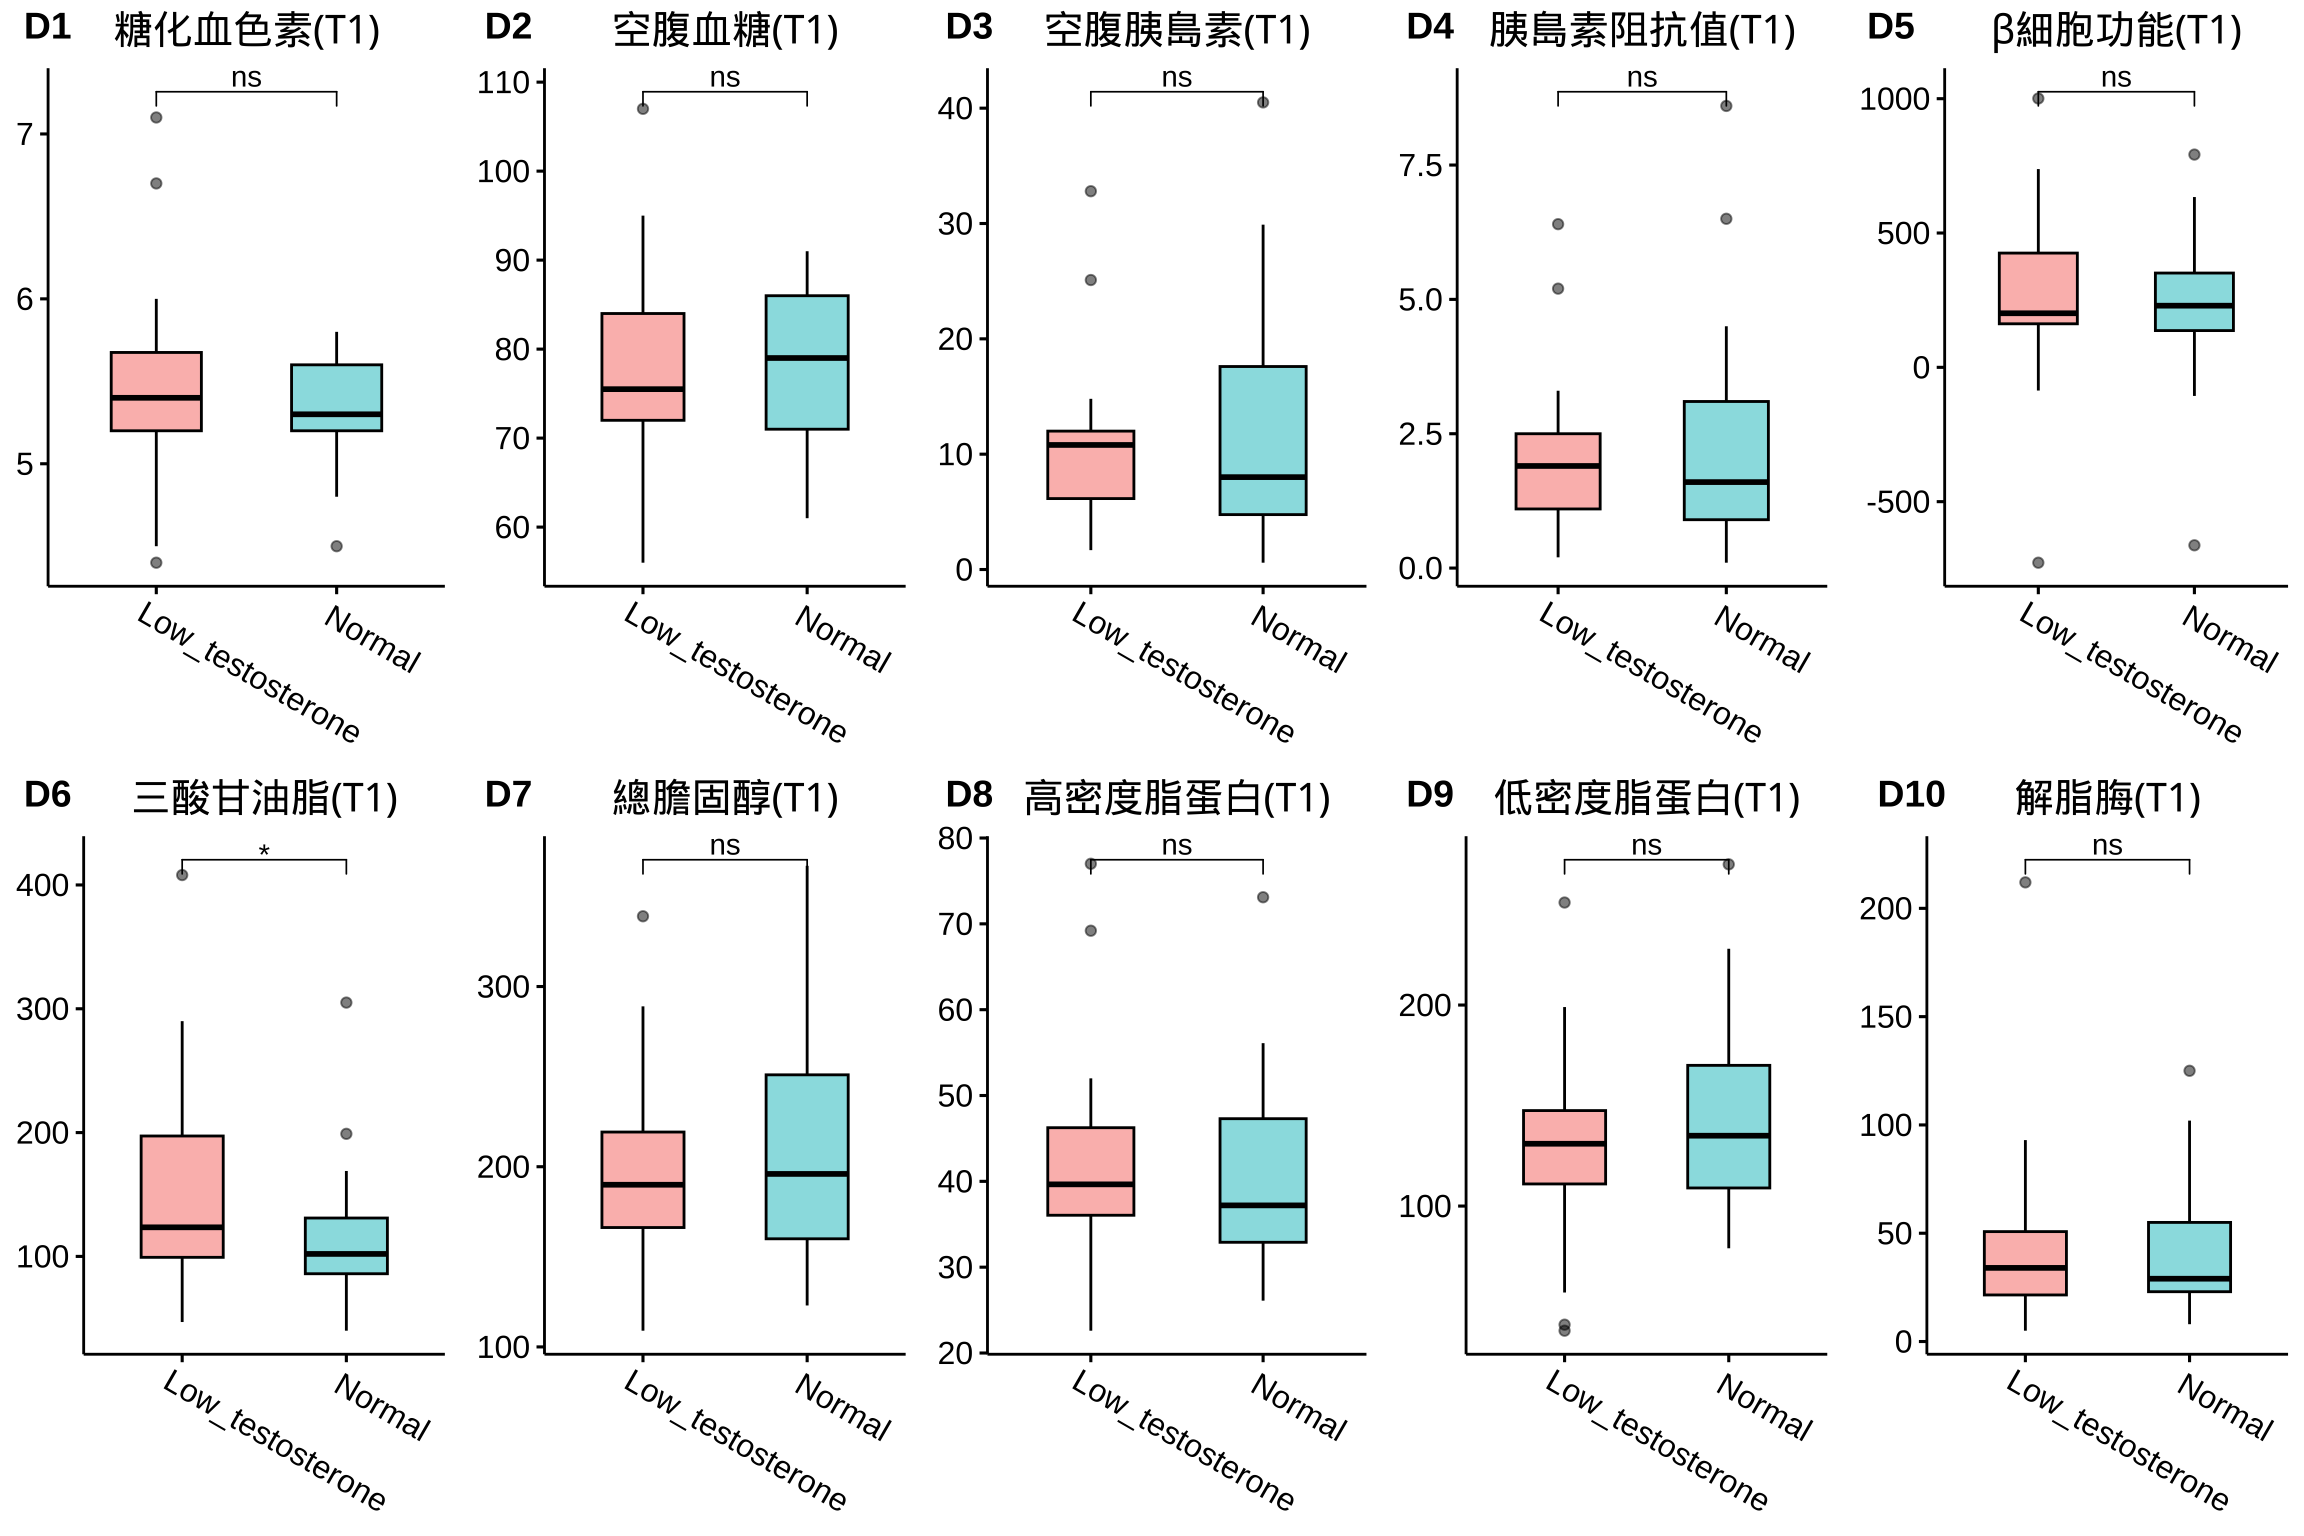 D1 糖化血色素(T1)
ns
7
6
5
Low_testosterone
Normal
D2 空腹血糖(T1)
ns
110
100
90
80
70
60
Low_testosterone
Normal
D3 空腹胰島素(T1)
ns
40
30
20
10
0
Low_testosterone
Normal
D4 胰島素阻抗值(T1)
ns
7.5
5.0
2.5
0.0
Low_testosterone
Normal
D5 β細胞功能(T1)
ns
1000
500
0
-500
Low_testosterone
Normal
D6 三酸甘油脂(T1)
*
400
300
200
100
Low_testosterone
Normal
D7 總膽固醇(T1)
ns
300
200
100
Low_testosterone
Normal
D8 高密度脂蛋白(T1)
ns
80
70
60
50
40
30
20
Low_testosterone
Normal
D9 低密度脂蛋白(T1)
ns
200
100
Low_testosterone
Normal
D10 解脂脢(T1)
ns
200
150
100
50
0
Low_testosterone
Normal